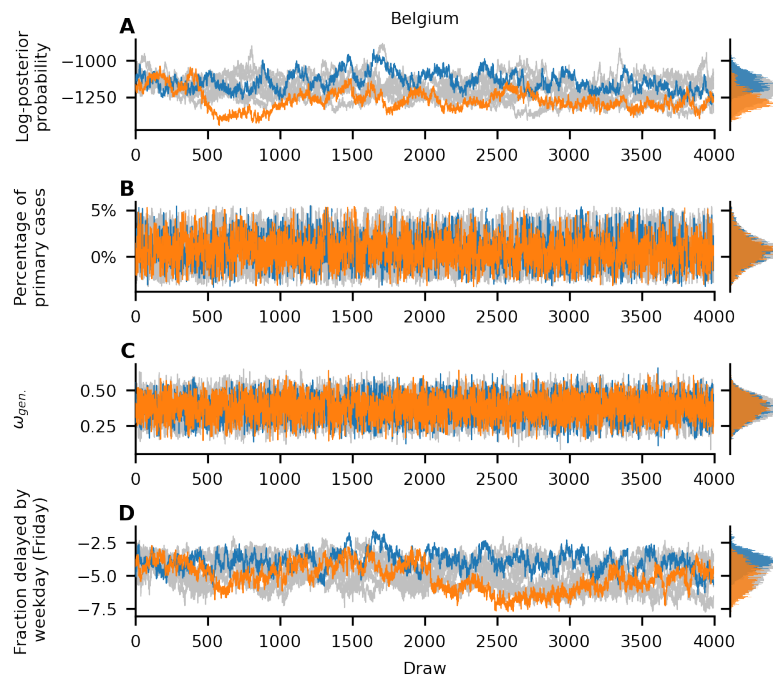 Belgium
A
Log-posterior
probability
−1000
−1250
0 500 1000 1500 2000 2500 3000 3500 4000
B
Percentage of
primary cases
5%
0%
0 500 1000 1500 2000 2500 3000 3500 4000
C
ω_gen.
0.50
0.25
0 500 1000 1500 2000 2500 3000 3500 4000
D
Fraction delayed by
weekday (Friday)
−2.5
−5.0
−7.5
0 500 1000 1500 2000 2500 3000 3500 4000
Draw